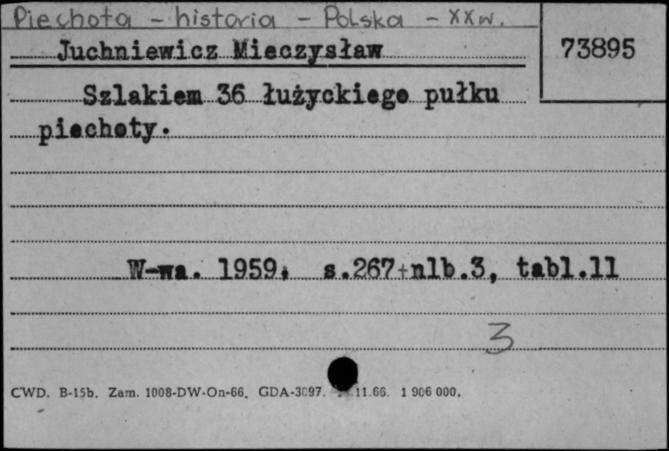 Piechota - historia - Polska - XXw.
Juchniewicz Mieczysław
73895
Szlakiem 36 łużyckiego pułku
piechoty.
W-wa. 1959. s.267+nlb.3, tabl.11
3
CWD. B-15b. Zam. 1008-DW-On-66. GDA-3097. 11.66. 1 906 000.